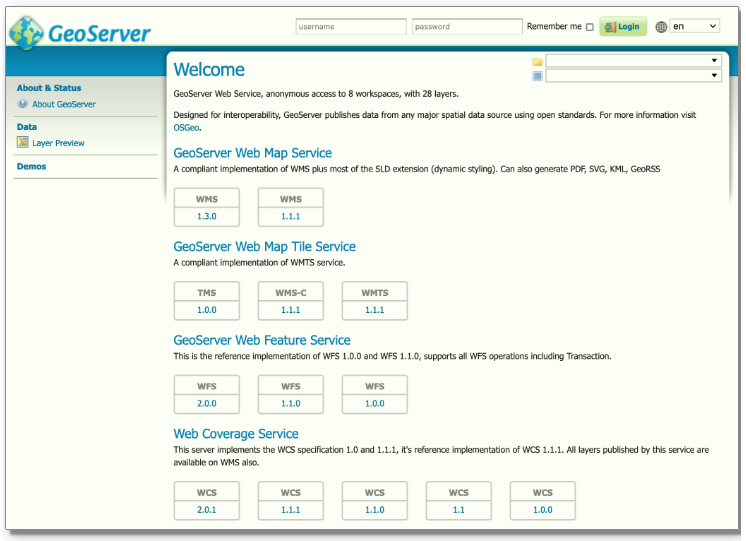 GeoServer
username
password
Remember me
Login
en
About & Status
About GeoServer
Data
Layer Preview
Demos
Welcome
GeoServer Web Service, anonymous access to 8 workspaces, with 28 layers.
Designed for interoperability, GeoServer publishes data from any major spatial data source using open standards. For more information visit
OSGeo.
GeoServer Web Map Service
A compliant implementation of WMS plus most of the SLD extension (dynamic styling). Can also generate PDF, SVG, KML, GeoRSS
WMS WMS
1.3.0 1.1.1
GeoServer Web Map Tile Service
A compliant implementation of WMTS service.
TMS WMS-C WMTS
1.0.0 1.1.1 1.1.1
GeoServer Web Feature Service
This is the reference implementation of WFS 1.0.0 and WFS 1.1.0, supports all WFS operations including Transaction.
WFS WFS WFS
2.0.0 1.1.0 1.0.0
Web Coverage Service
This server implements the WCS specification 1.0 and 1.1.1, it's reference implementation of WCS 1.1.1. All layers published by this service are
available on WMS also.
WCS WCS WCS WCS WCS
2.0.1 1.1.1 1.1.0 1.1 1.0.0